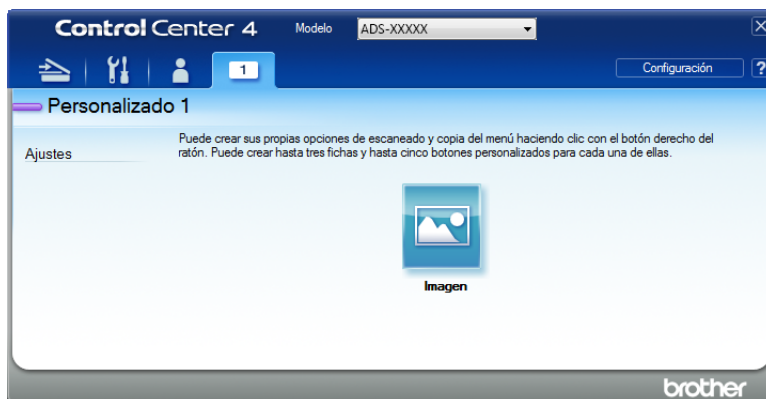 Control Center 4 Modelo ADS-XXXXX
1 Configuración ?
Personalizado 1
Ajustes
Puede crear sus propias opciones de escaneado y copia del menú haciendo clic con el botón derecho del
ratón. Puede crear hasta tres fichas y hasta cinco botones personalizados para cada una de ellas.
Imagen
brother